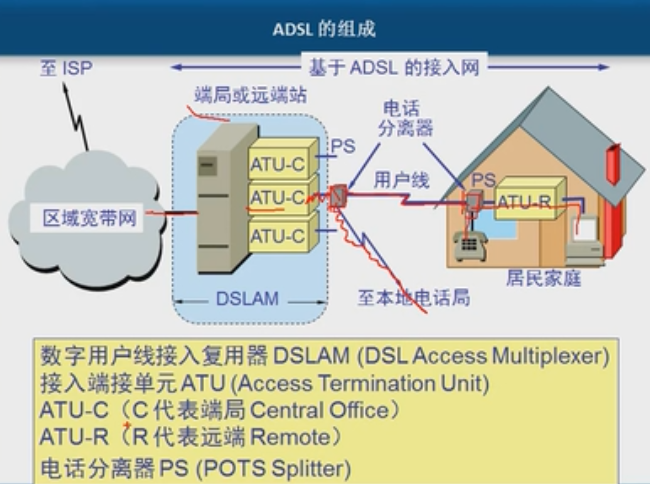 ADSL 的组成
至 ISP
基于 ADSL 的接入网
端局或远端站
电话
分离器
PS
ATU-C
ATU-C
ATU-C
用户线
PS
ATU-R
区域宽带网
居民家庭
DSLAM
至本地电话局
数字用户线接入复用器 DSLAM (DSL Access Multiplexer)
接入端接单元 ATU (Access Termination Unit)
ATU-C（C 代表端局 Central Office）
ATU-R（R 代表远端 Remote）
电话分离器 PS (POTS Splitter)